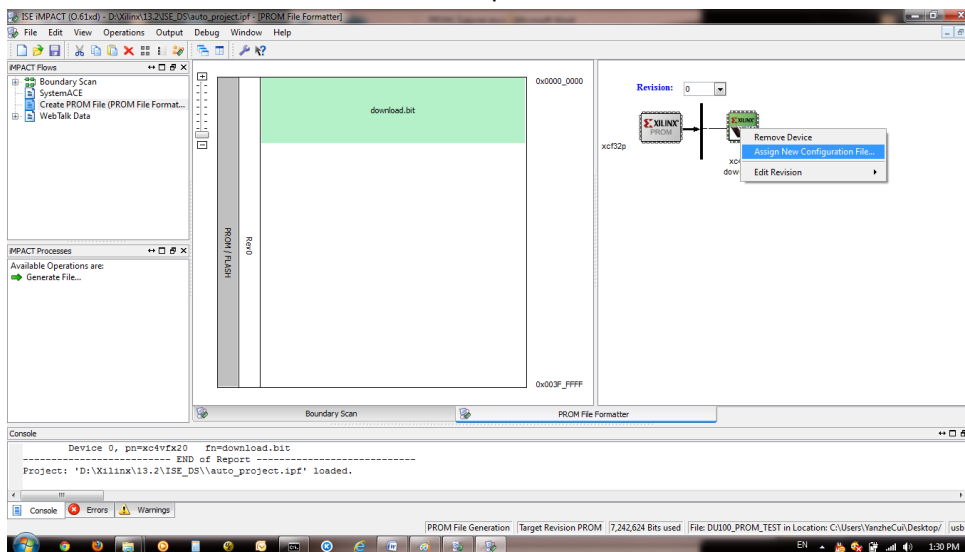 ISE iMPACT (O.61xd) - D:\Xilinx\13.2\ISE_DS\auto_project.ipf - [PROM File Formatter]
File Edit View Operations Output Debug Window Help
iMPACT Flows
Boundary Scan
SystemACE
Create PROM File (PROM File Format...
WebTalk Data
iMPACT Processes
Available Operations are:
Generate File...
download.bit
PROM / FLASH
Rev0
0x0000_0000
0x003F_FFFF
Revision: 0
XILINX
PROM
xcf32p
XILINX
xc
dow
Remove Device
Assign New Configuration File...
Edit Revision
Boundary Scan
PROM File Formatter
Console
Device 0, pn=xc4vfx20 fn=download.bit
-------------------------- END of Report ----------------------------
Project: 'D:\Xilinx\13.2\ISE_DS\\auto_project.ipf' loaded.
Console Errors Warnings
PROM File Generation Target Revision PROM 7,242,624 Bits used File: DU100_PROM_TEST in Location: C:\Users\YanzheCui\Desktop/ usb
EN 1:30 PM